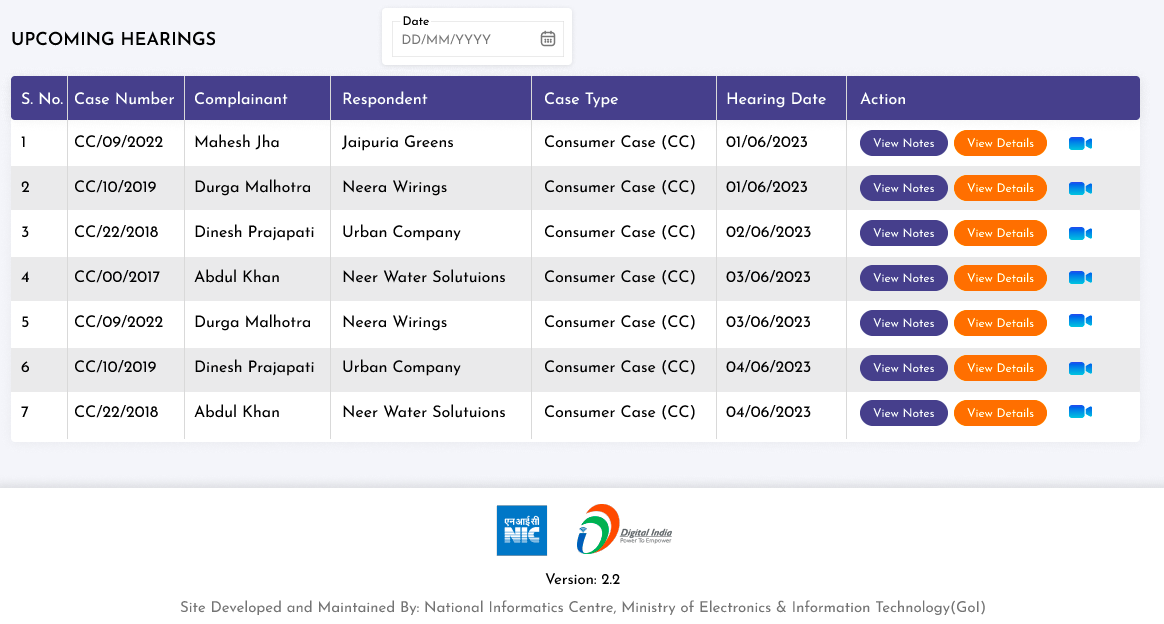 UPCOMING HEARINGS
Date
DD/MM/YYYY
S. No. Case Number Complainant Respondent Case Type Hearing Date Action
1 CC/09/2022 Mahesh Jha Jaipuria Greens Consumer Case (CC) 01/06/2023 View Notes View Details
2 CC/10/2019 Durga Malhotra Neera Wirings Consumer Case (CC) 01/06/2023 View Notes View Details
3 CC/22/2018 Dinesh Prajapati Urban Company Consumer Case (CC) 02/06/2023 View Notes View Details
4 CC/00/2017 Abdul Khan Neer Water Solutuions Consumer Case (CC) 03/06/2023 View Notes View Details
5 CC/09/2022 Durga Malhotra Neera Wirings Consumer Case (CC) 03/06/2023 View Notes View Details
6 CC/10/2019 Dinesh Prajapati Urban Company Consumer Case (CC) 04/06/2023 View Notes View Details
7 CC/22/2018 Abdul Khan Neer Water Solutuions Consumer Case (CC) 04/06/2023 View Notes View Details
एन आई सी
NIC
Digital India
Power To Empower
Version: 2.2
Site Developed and Maintained By: National Informatics Centre, Ministry of Electronics & Information Technology(GoI)